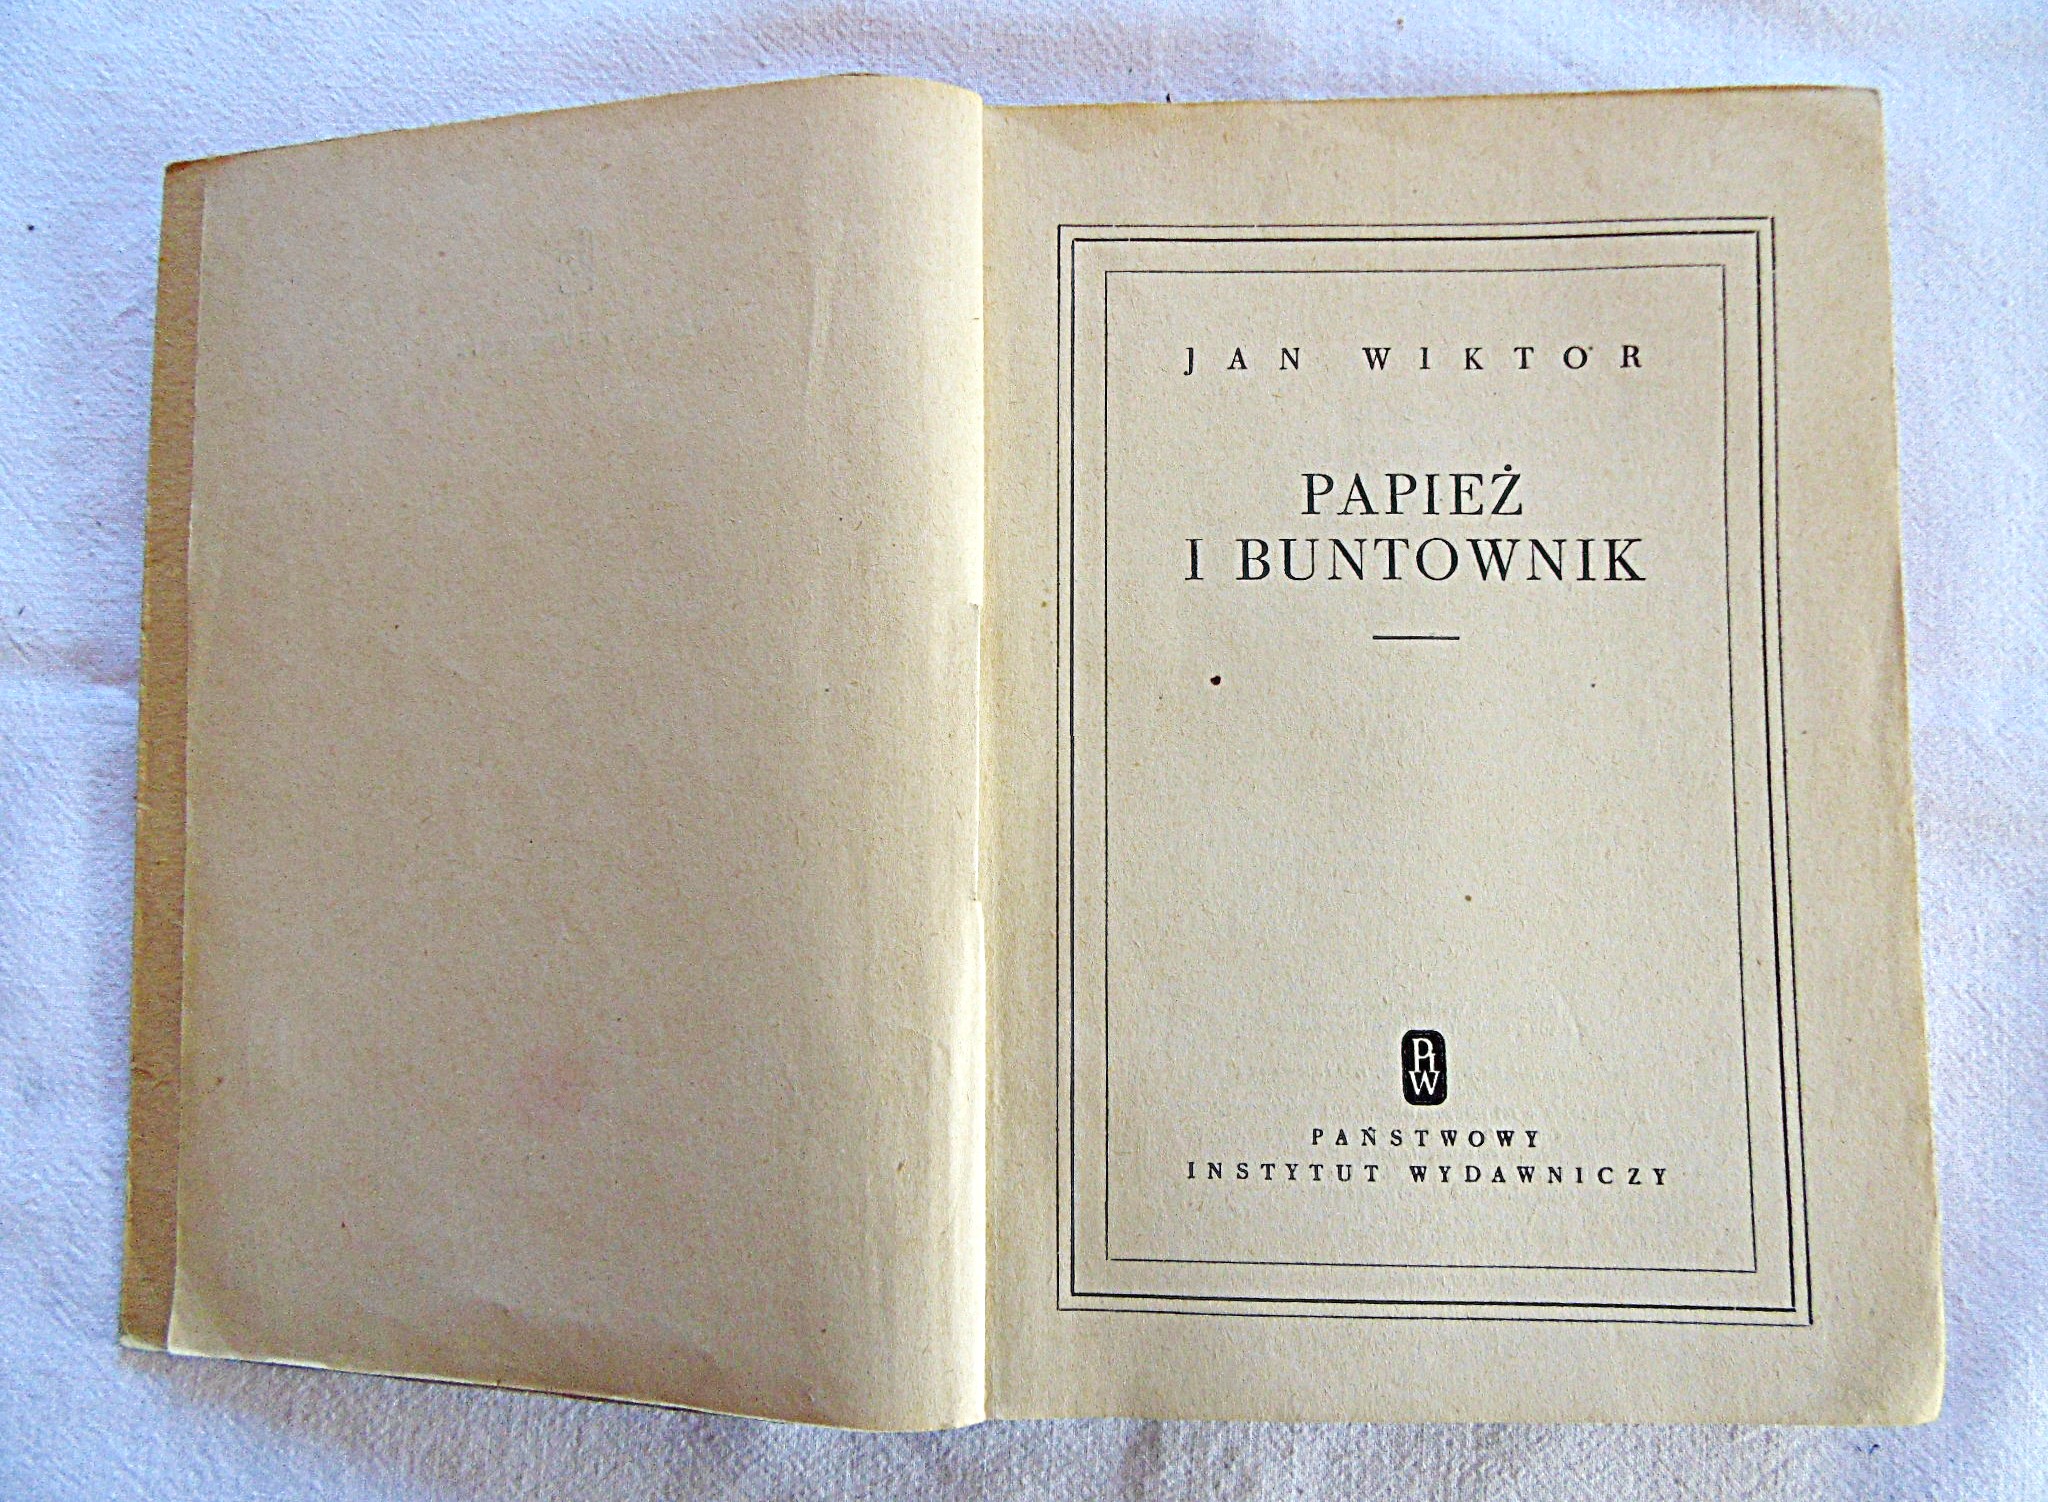 JAN WIKTOR
PAPIEŻ
I BUNTOWNIK
PIW
PAŃSTWOWY
INSTYTUT WYDAWNICZY